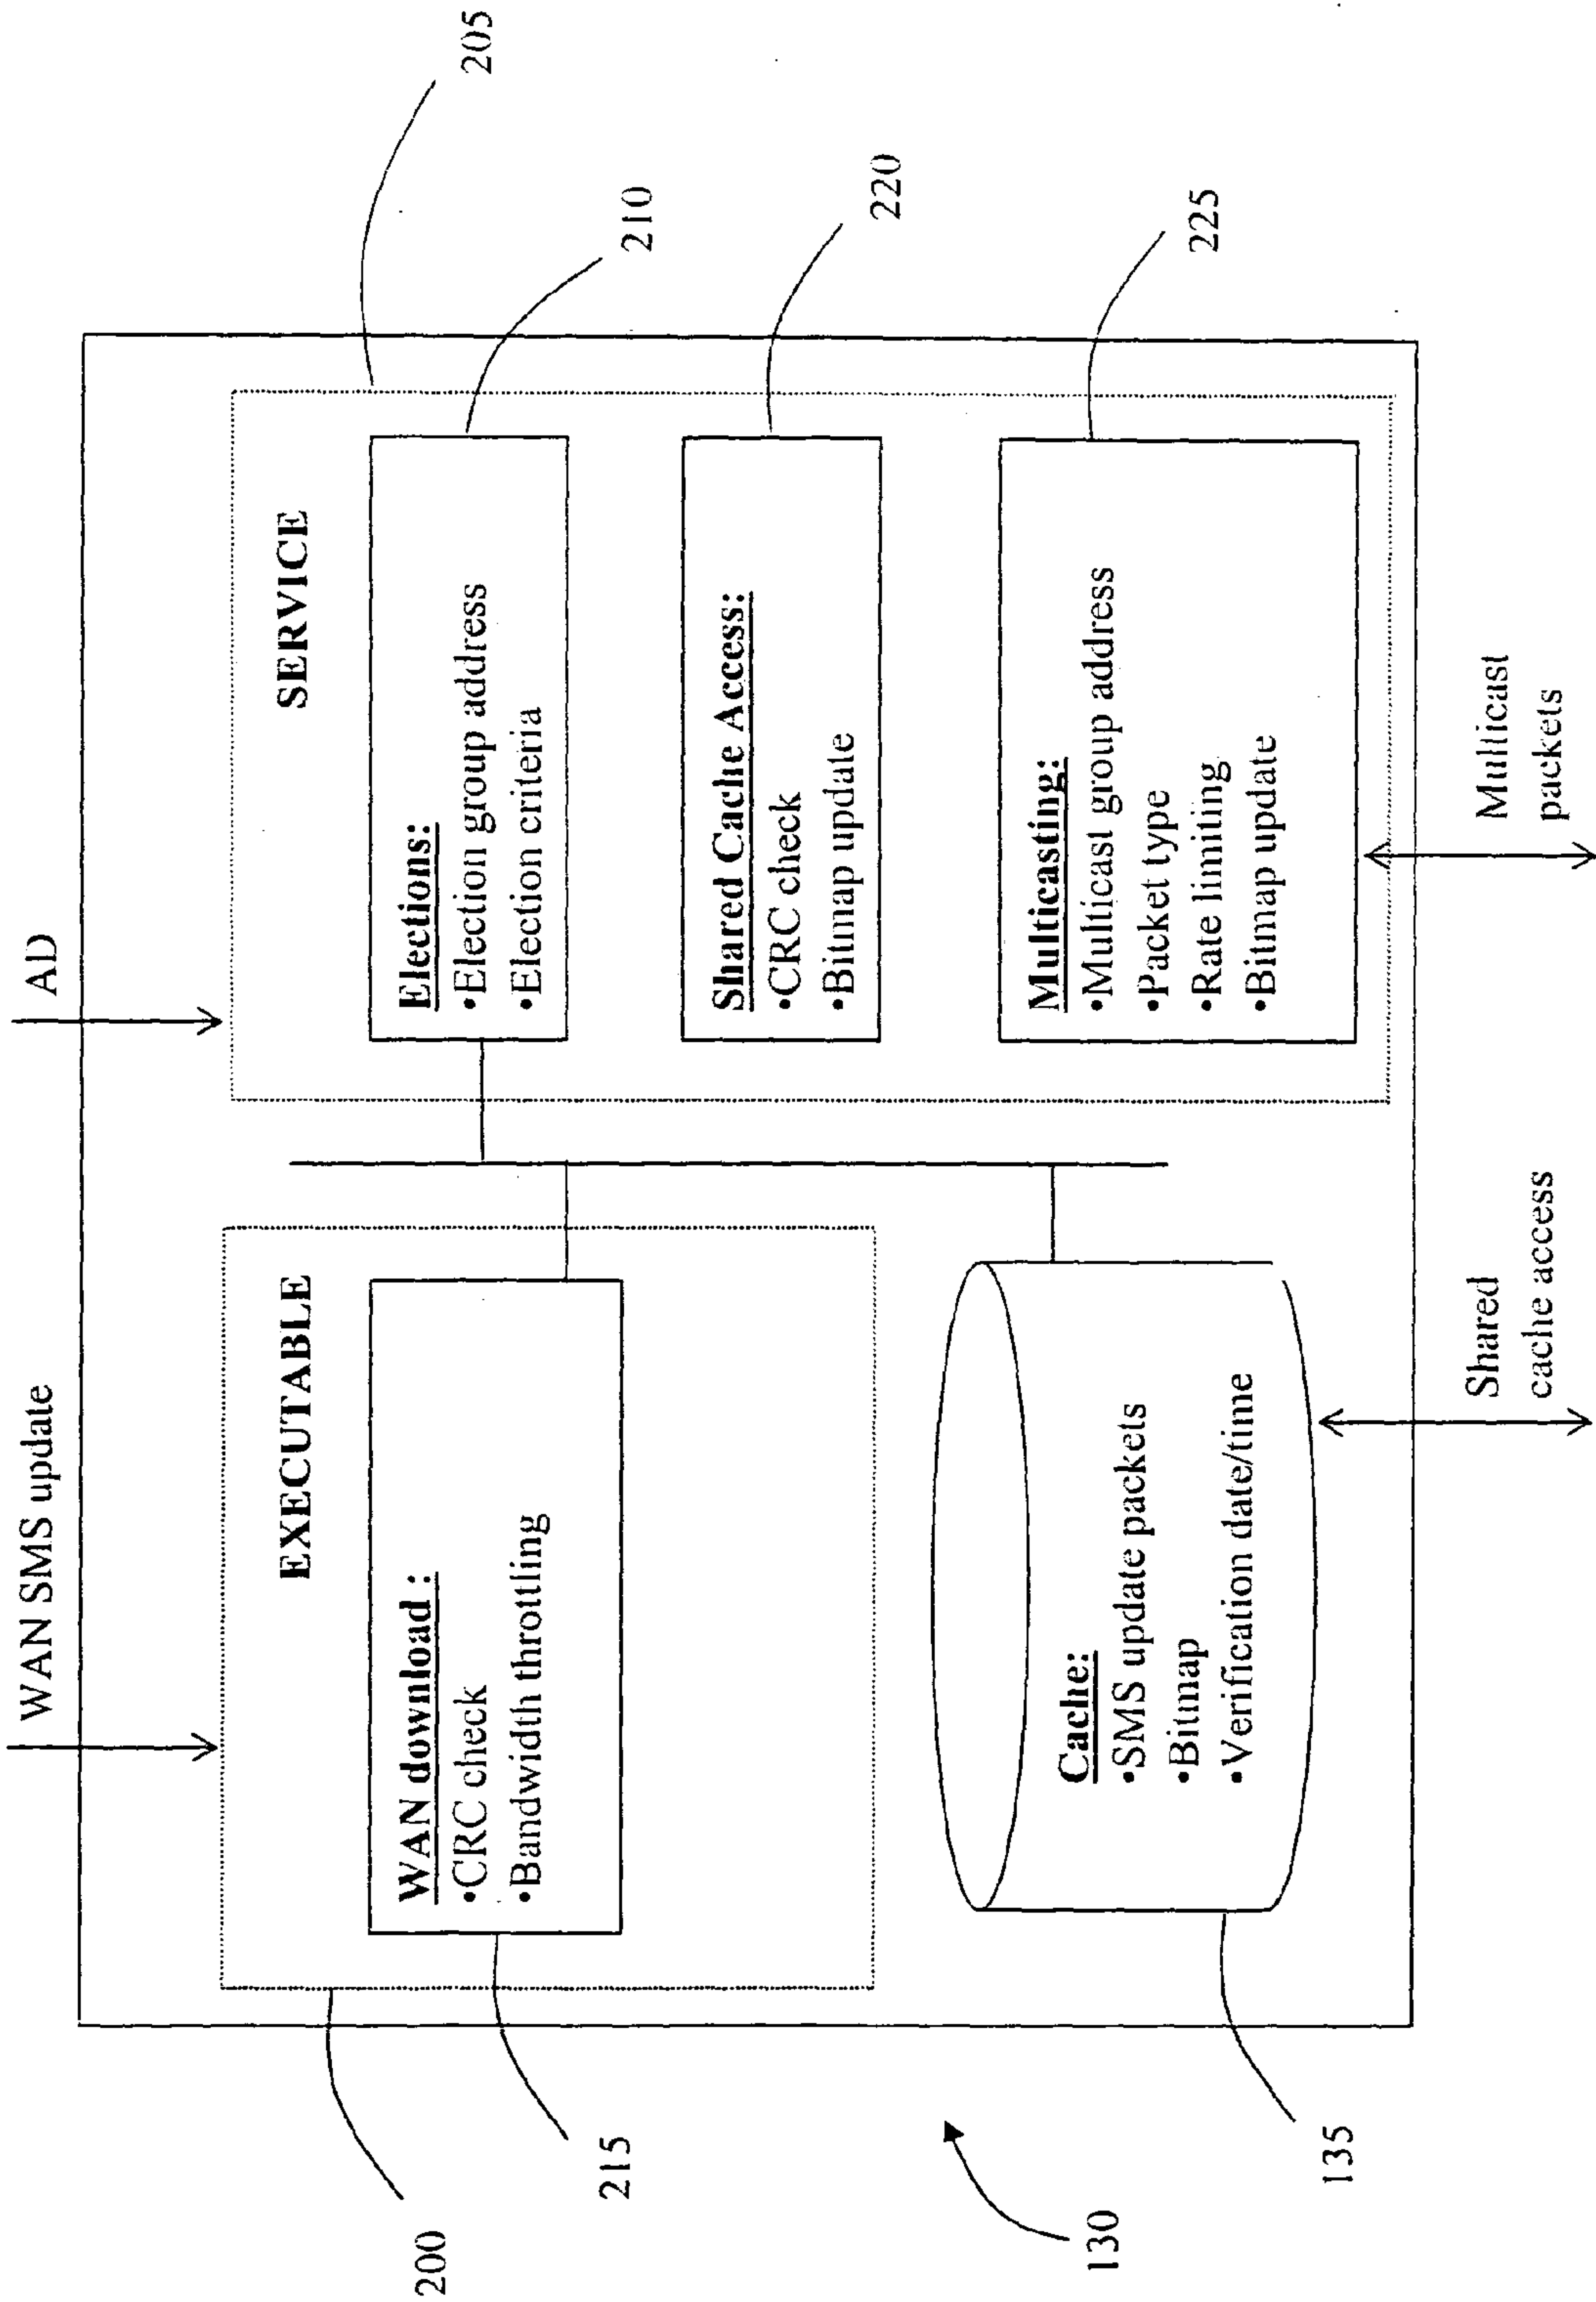 WAN SMS update
AD
EXECUTABLE
SERVICE
WAN download :
•CRC check
•Bandwidth throttling
Elections:
•Election group address
•Election criteria
Shared Cache Access:
•CRC check
•Bitmap update
Cache:
•SMS update packets
•Bitmap
•Verification date/time
Multicasting:
•Multicast group address
•Packet type
•Rate limiting
•Bitmap update
Shared
cache access
Multicast
packets
200
215
130
135
205
210
220
225